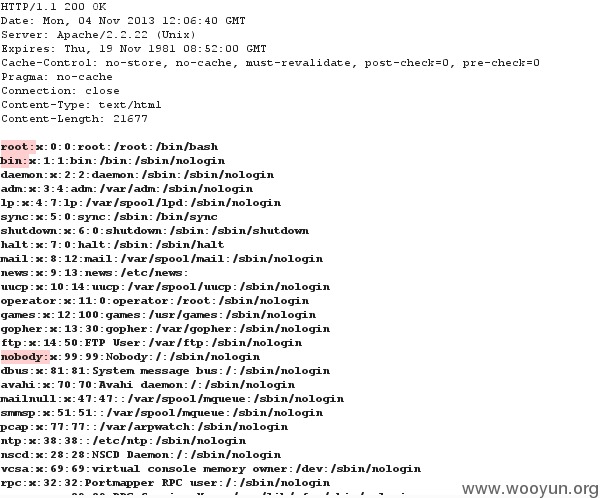 HTTP/1.1 200 OK
Date: Mon, 04 Nov 2013 12:06:40 GMT
Server: Apache/2.2.22 (Unix)
Expires: Thu, 19 Nov 1981 08:52:00 GMT
Cache-Control: no-store, no-cache, must-revalidate, post-check=0, pre-check=0
Pragma: no-cache
Connection: close
Content-Type: text/html
Content-Length: 21677
root:x:0:0:root:/root:/bin/bash
bin:x:1:1:bin:/bin:/sbin/nologin
daemon:x:2:2:daemon:/sbin:/sbin/nologin
adm:x:3:4:adm:/var/adm:/sbin/nologin
lp:x:4:7:lp:/var/spool/lpd:/sbin/nologin
sync:x:5:0:sync:/sbin:/bin/sync
shutdown:x:6:0:shutdown:/sbin:/sbin/shutdown
halt:x:7:0:halt:/sbin:/sbin/halt
mail:x:8:12:mail:/var/spool/mail:/sbin/nologin
news:x:9:13:news:/etc/news:
uucp:x:10:14:uucp:/var/spool/uucp:/sbin/nologin
operator:x:11:0:operator:/root:/sbin/nologin
games:x:12:100:games:/usr/games:/sbin/nologin
gopher:x:13:30:gopher:/var/gopher:/sbin/nologin
ftp:x:14:50:FTP User:/var/ftp:/sbin/nologin
nobody:x:99:99:Nobody:/:/sbin/nologin
dbus:x:81:81:System message bus:/:/sbin/nologin
avahi:x:70:70:Avahi daemon:/:/sbin/nologin
mailnull:x:47:47::/var/spool/mqueue:/sbin/nologin
smmsp:x:51:51::/var/spool/mqueue:/sbin/nologin
pcap:x:77:77::/var/arpwatch:/sbin/nologin
ntp:x:38:38::/etc/ntp:/sbin/nologin
nscd:x:28:28:NSCD Daemon:/:/sbin/nologin
vcsa:x:69:69:virtual console memory owner:/dev:/sbin/nologin
rpc:x:32:32:Portmapper RPC user:/:/sbin/nologin
www.wooyun.org